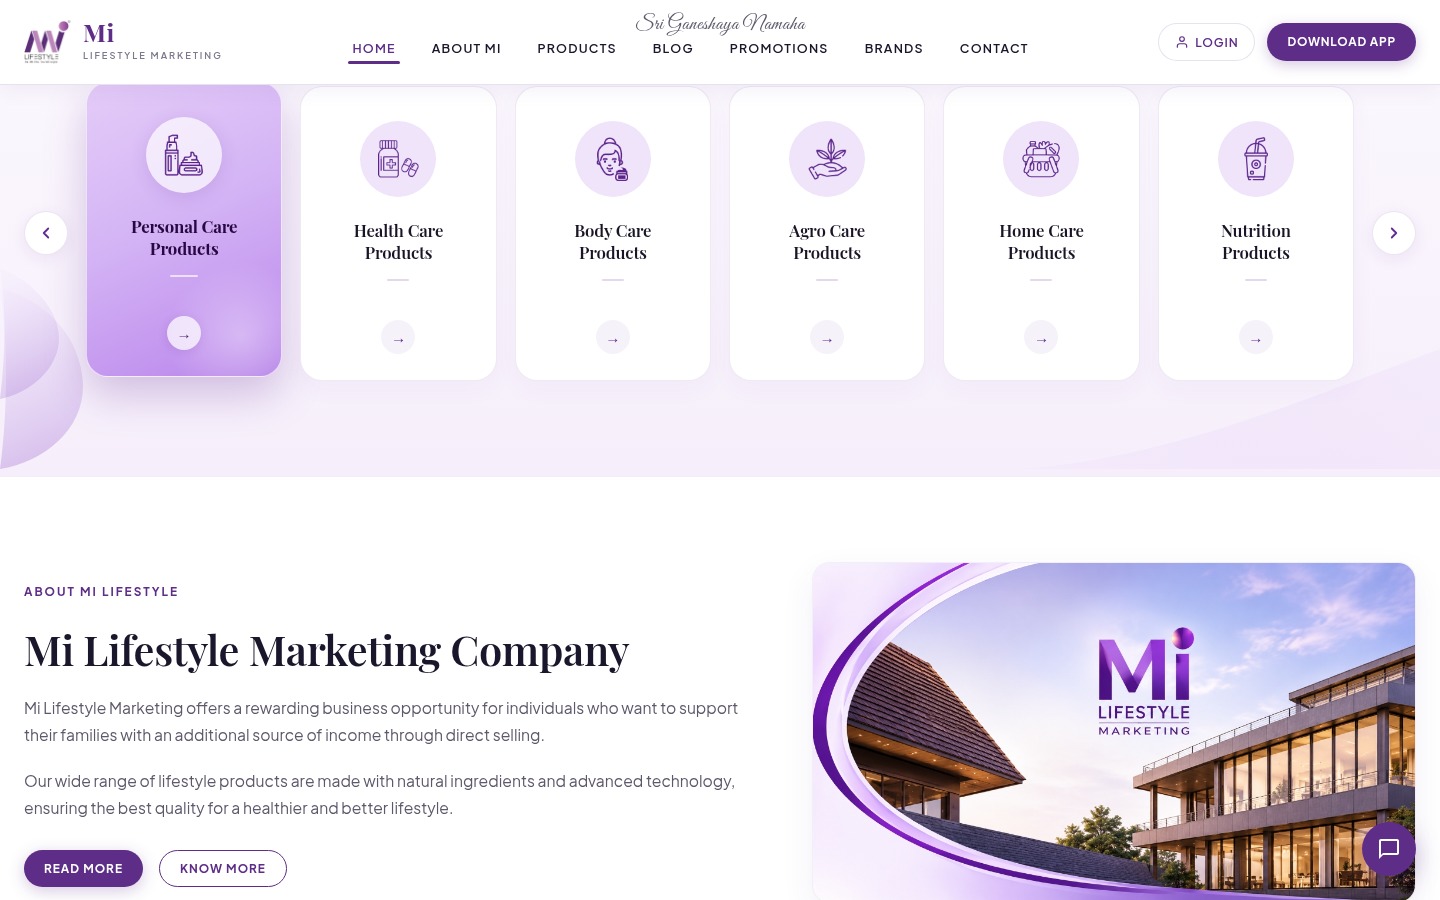 Sri Ganeshaya Namaha
Mi
LIFESTYLE MARKETING
HOME ABOUT MI PRODUCTS BLOG PROMOTIONS BRANDS CONTACT
LOGIN
DOWNLOAD APP
Personal Care
Products
→
Health Care
Products
→
Body Care
Products
→
Agro Care
Products
→
Home Care
Products
→
Nutrition
Products
→
ABOUT MI LIFESTYLE
Mi Lifestyle Marketing Company
Mi Lifestyle Marketing offers a rewarding business opportunity for individuals who want to support
their families with an additional source of income through direct selling.
Our wide range of lifestyle products are made with natural ingredients and advanced technology,
ensuring the best quality for a healthier and better lifestyle.
READ MORE
KNOW MORE
Mi
LIFESTYLE
MARKETING